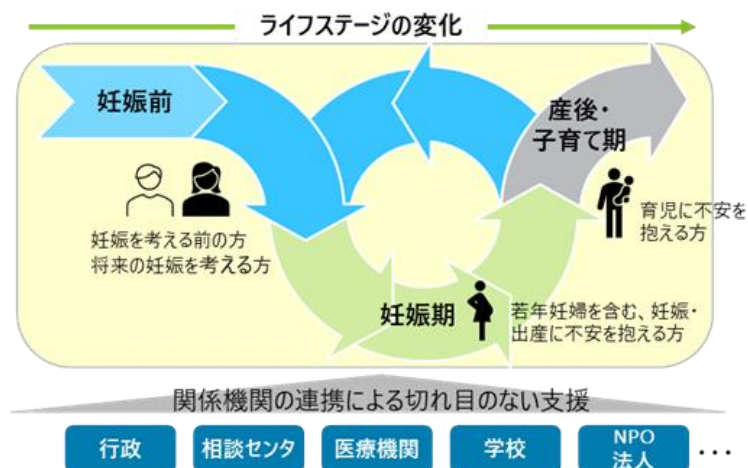 ライフステージの変化
妊娠前
産後・
子育て期
妊娠を考える前の方
将来の妊娠を考える方
育児に不安を
抱える方
妊娠期
若年妊婦を含む、妊娠・
出産に不安を抱える方
関係機関の連携による切れ目のない支援
行政
相談センタ
医療機関
学校
NPO
法人
・・・